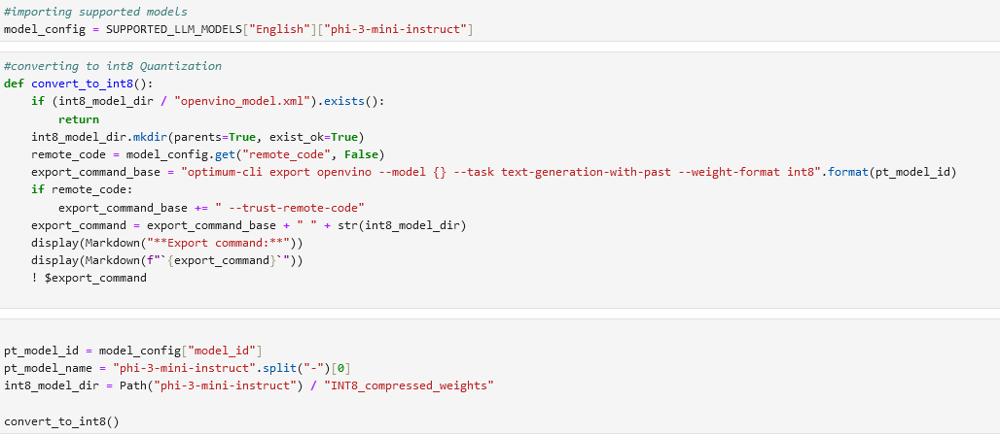 #importing supported models
model_config = SUPPORTED_LLM_MODELS["English"]["phi-3-mini-instruct"]
#converting to int8 Quantization
def convert_to_int8():
    if (int8_model_dir / "openvino_model.xml").exists():
        return
    int8_model_dir.mkdir(parents=True, exist_ok=True)
    remote_code = model_config.get("remote_code", False)
    export_command_base = "optimum-cli export openvino --model {} --task text-generation-with-past --weight-format int8".format(pt_model_id)
    if remote_code:
        export_command_base += " --trust-remote-code"
    export_command = export_command_base + " " + str(int8_model_dir)
    display(Markdown("**Export command:**"))
    display(Markdown(f"`{export_command}`"))
    ! $export_command
pt_model_id = model_config["model_id"]
pt_model_name = "phi-3-mini-instruct".split("-")[0]
int8_model_dir = Path("phi-3-mini-instruct") / "INT8_compressed_weights"
convert_to_int8()